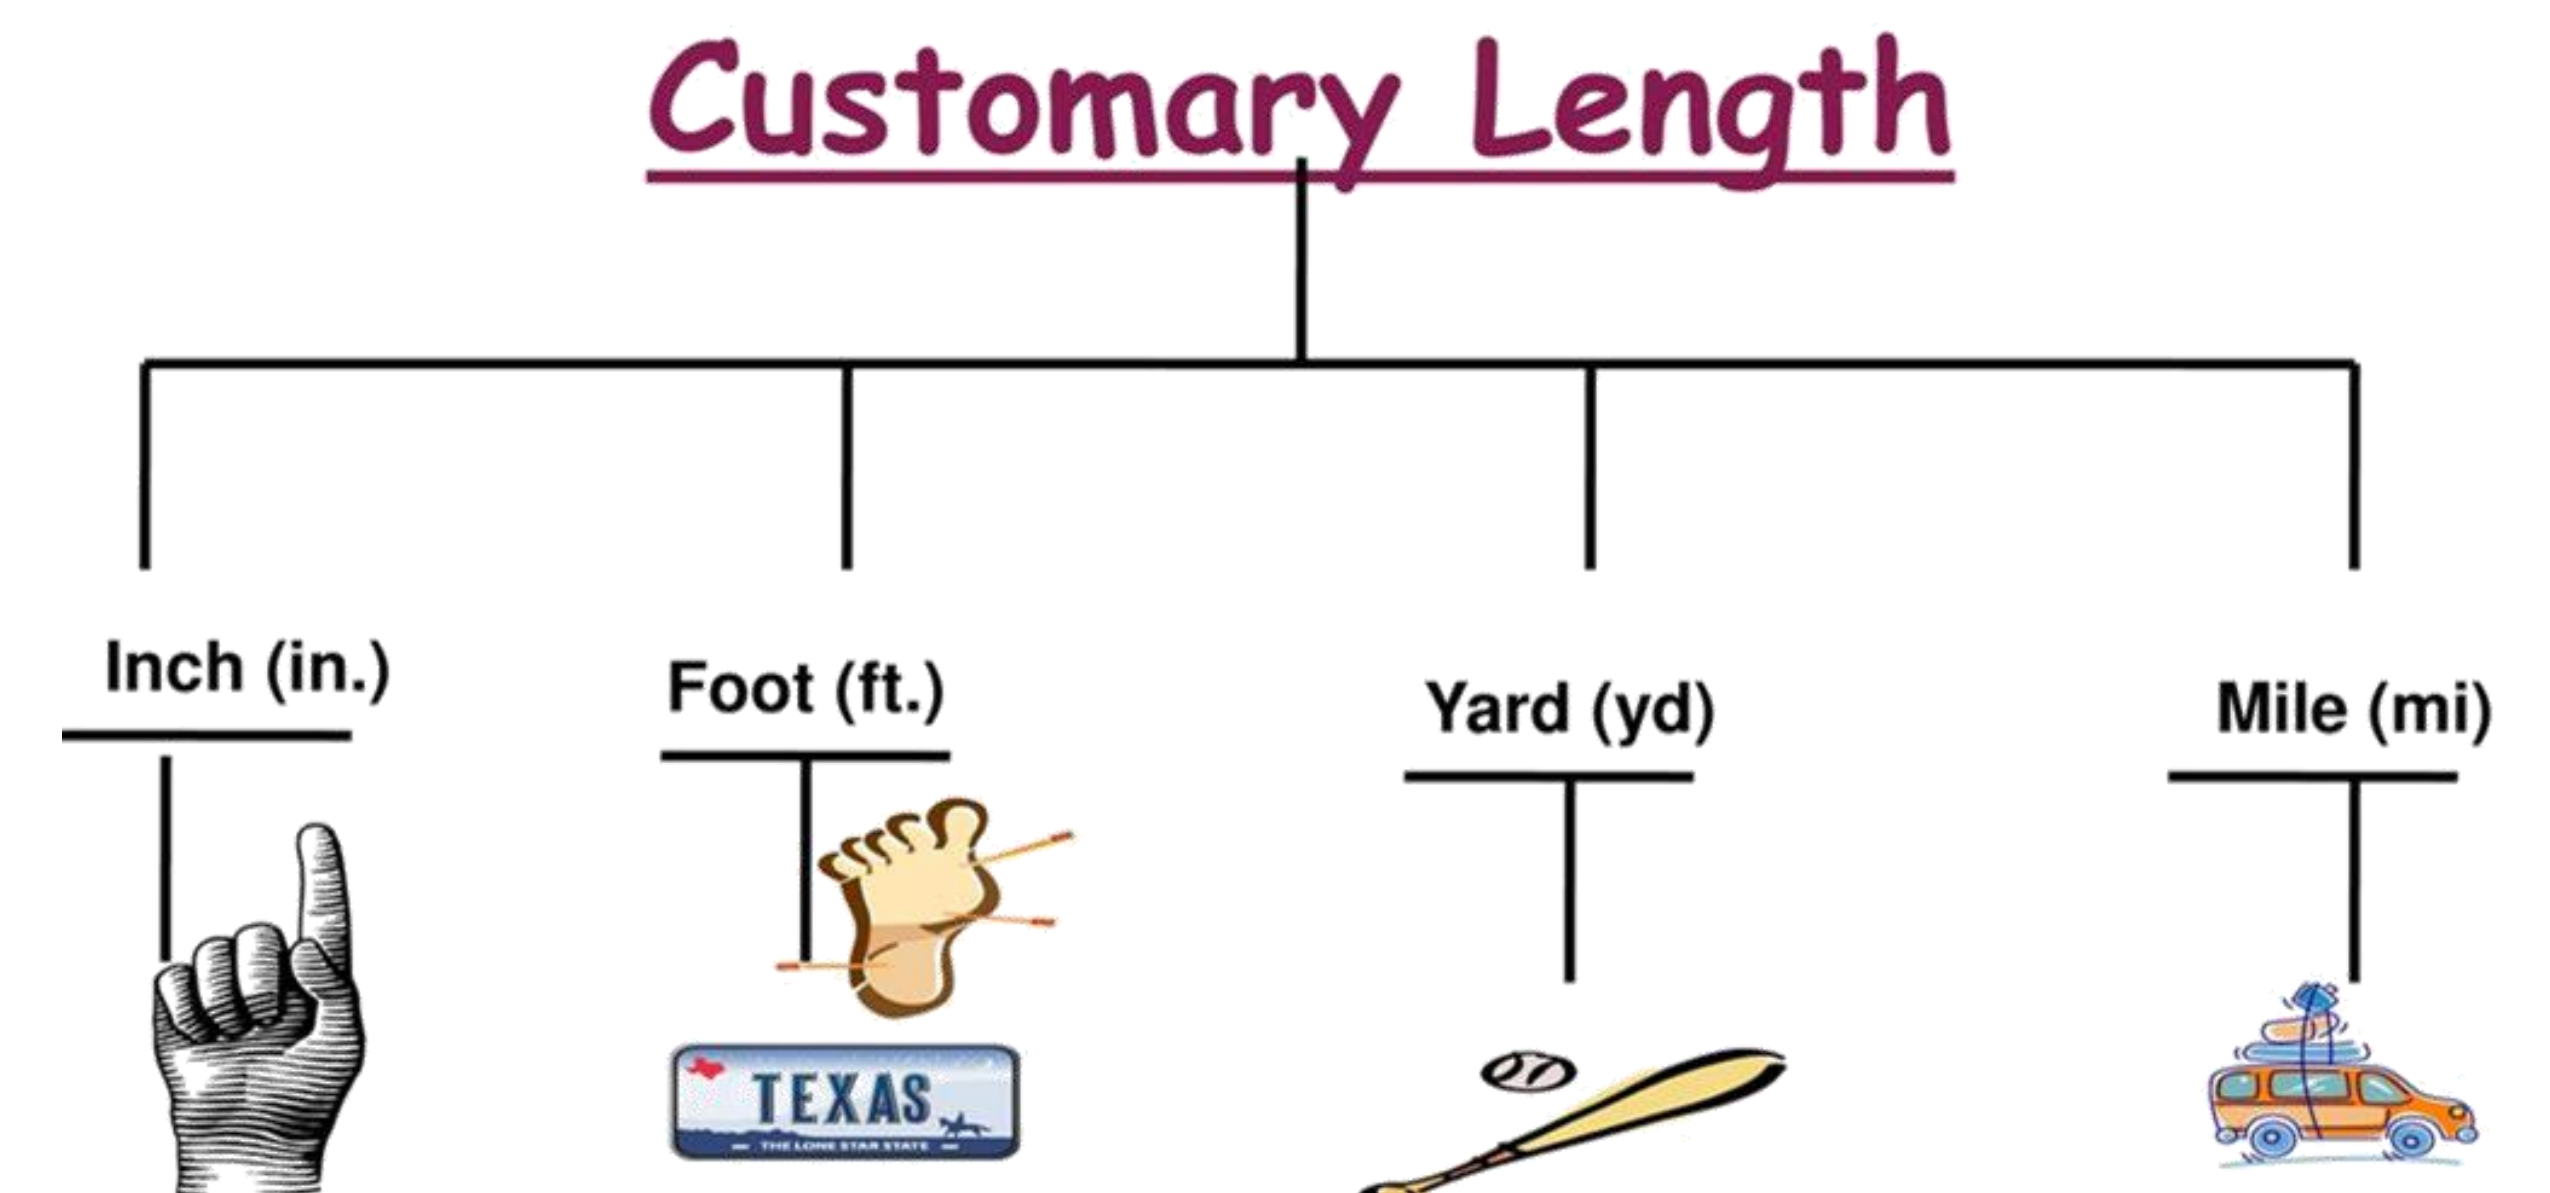 Customary Length
Inch (in.)
Foot (ft.)
Yard (yd)
Mile (mi)
TEXAS
THE LONE STAR STATE